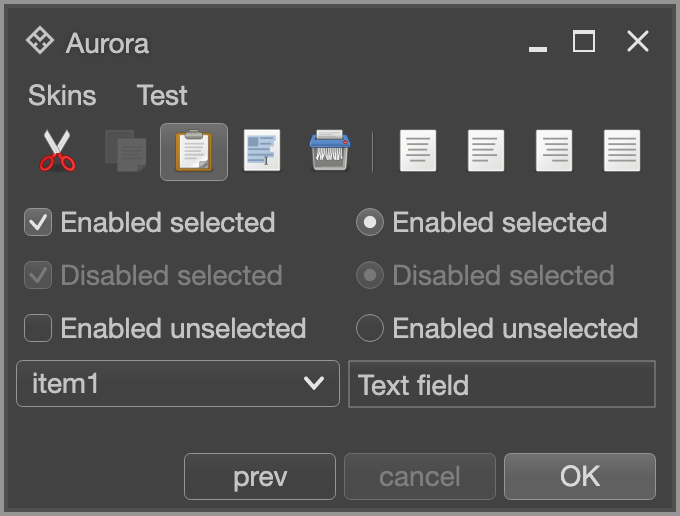 Aurora
Skins Test
Enabled selected Enabled selected
Disabled selected Disabled selected
Enabled unselected Enabled unselected
item1 Text field
prev cancel OK